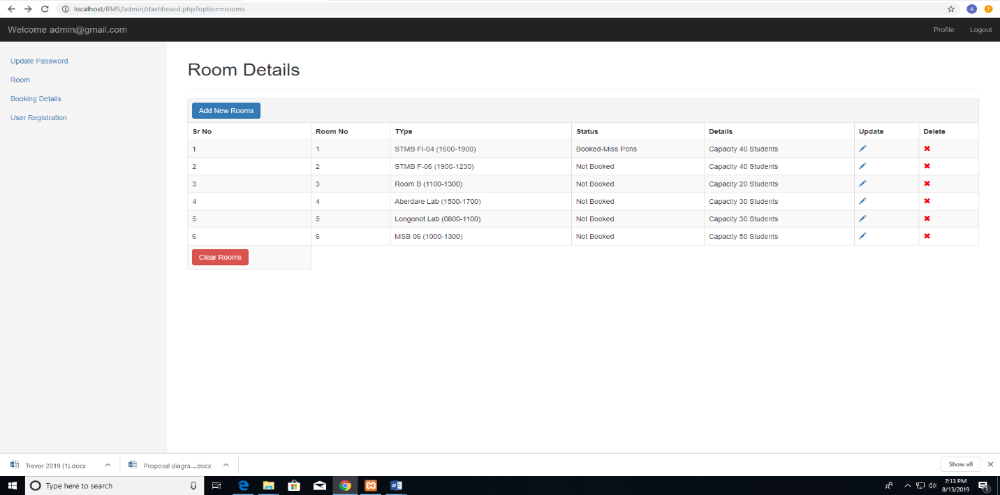 localhost/RMS/admin/dashboard.php?option=rooms
A
Welcome admin@gmail.com Profile Logout
Update Password
Room
Booking Details
User Registration
Room Details
Add New Rooms
Sr No Room No TYpe Status Details Update Delete
1 1 STMB FI-04 (1600-1900) Booked-Miss Pons Capacity 40 Students
2 2 STMB F-06 (1900-1230) Not Booked Capacity 40 Students
3 3 Room B (1100-1300) Not Booked Capacity 20 Students
4 4 Aberdare Lab (1500-1700) Not Booked Capacity 30 Students
5 5 Longonot Lab (0800-1100) Not Booked Capacity 30 Students
6 6 MSB 06 (1000-1300) Not Booked Capacity 50 Students
Clear Rooms
Trevor 2019 (1).docx Proposal diagra....docx Show all
Type here to search
7:13 PM
8/13/2019
1